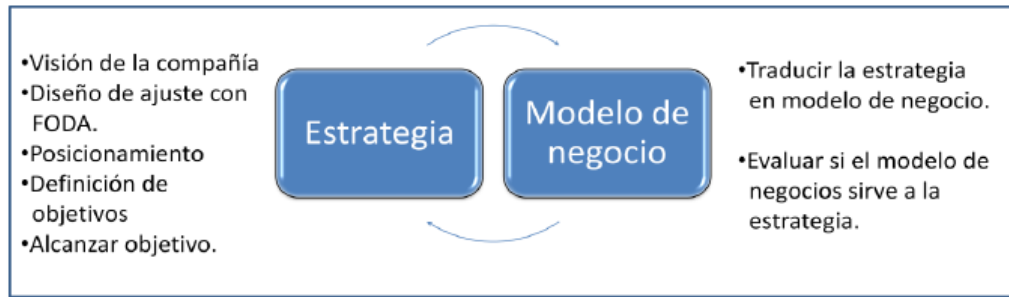 •Visión de la compañía
•Diseño de ajuste con
FODA.
•Posicionamiento
•Definición de
objetivos
•Alcanzar objetivo.
Estrategia
Modelo de
negocio
•Traducir la estrategia
en modelo de negocio.
•Evaluar si el modelo de
negocios sirve a la
estrategia.